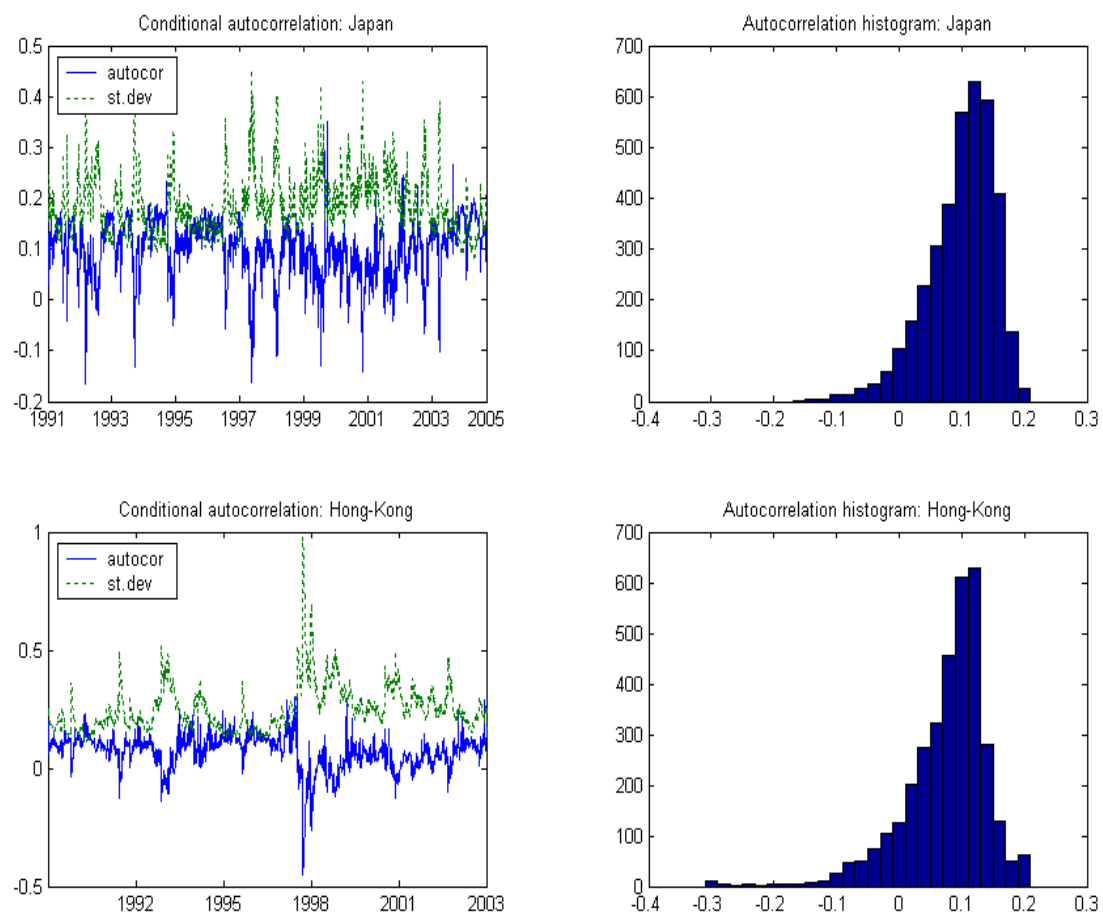 Conditional autocorrelation: Japan
0.5
0.4
0.3
0.2
0.1
0
-0.1
-0.2
autocor
st.dev
1991 1993 1995 1997 1999 2001 2003 2005
Autocorrelation histogram: Japan
700
600
500
400
300
200
100
0
-0.4 -0.3 -0.2 -0.1 0 0.1 0.2 0.3
Conditional autocorrelation: Hong-Kong
1
0.5
0
-0.5
autocor
st.dev
1992 1995 1998 2001 2003
Autocorrelation histogram: Hong-Kong
700
600
500
400
300
200
100
0
-0.4 -0.3 -0.2 -0.1 0 0.1 0.2 0.3